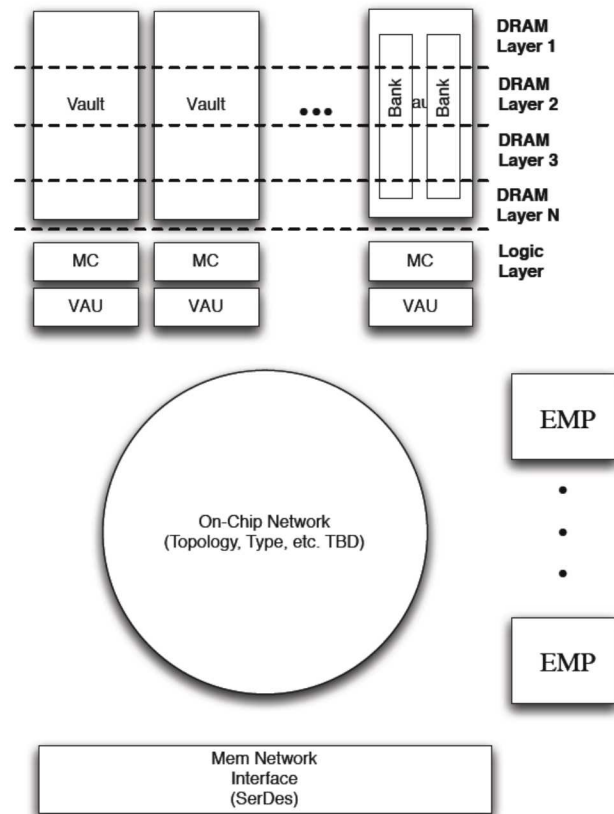 DRAM
Layer 1
Vault
Vault
Bank
au
Bank
DRAM
Layer 2
DRAM
Layer 3
DRAM
Layer N
MC
MC
MC
Logic
Layer
VAU
VAU
VAU
EMP
On-Chip Network
(Topology, Type, etc. TBD)
EMP
Mem Network
Interface
(SerDes)